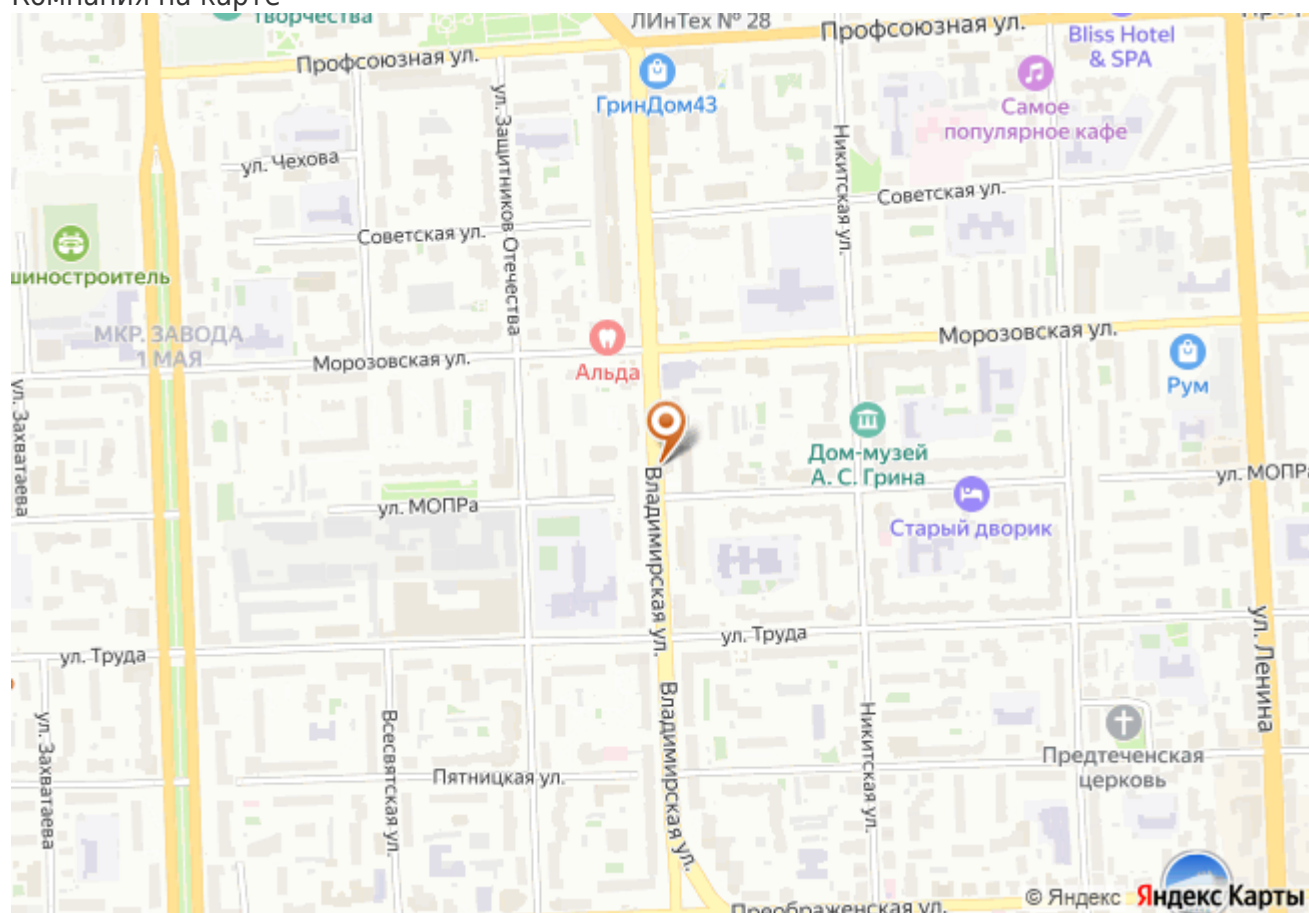 Компания на карте
творчества
ЛИнТех № 28
Профсоюзная ул.
Bliss Hotel
& SPA
Профсоюзная ул.
ГринДом43
Самое
популярное кафе
ул. Защитников Отечества
Никитская ул.
ул. Чехова
Советская ул.
Советская ул.
шиностроитель
МКР. ЗАВОДА
1 МАЯ
Морозовская ул.
Морозовская ул.
Альда
Рум
ул. Захватаева
Дом-музей
А. С. Грина
ул. МОПРа
ул. МОПРа
Старый дворик
Владимирская ул.
ул. Труда
ул. Труда
ул. Ленина
Владимирская ул.
Никитская ул.
Всесвятская ул.
ул. Захватаева
Предтеченская
церковь
Пятницкая ул.
Преображенская ул.
© Яндекс Яндекс Карты